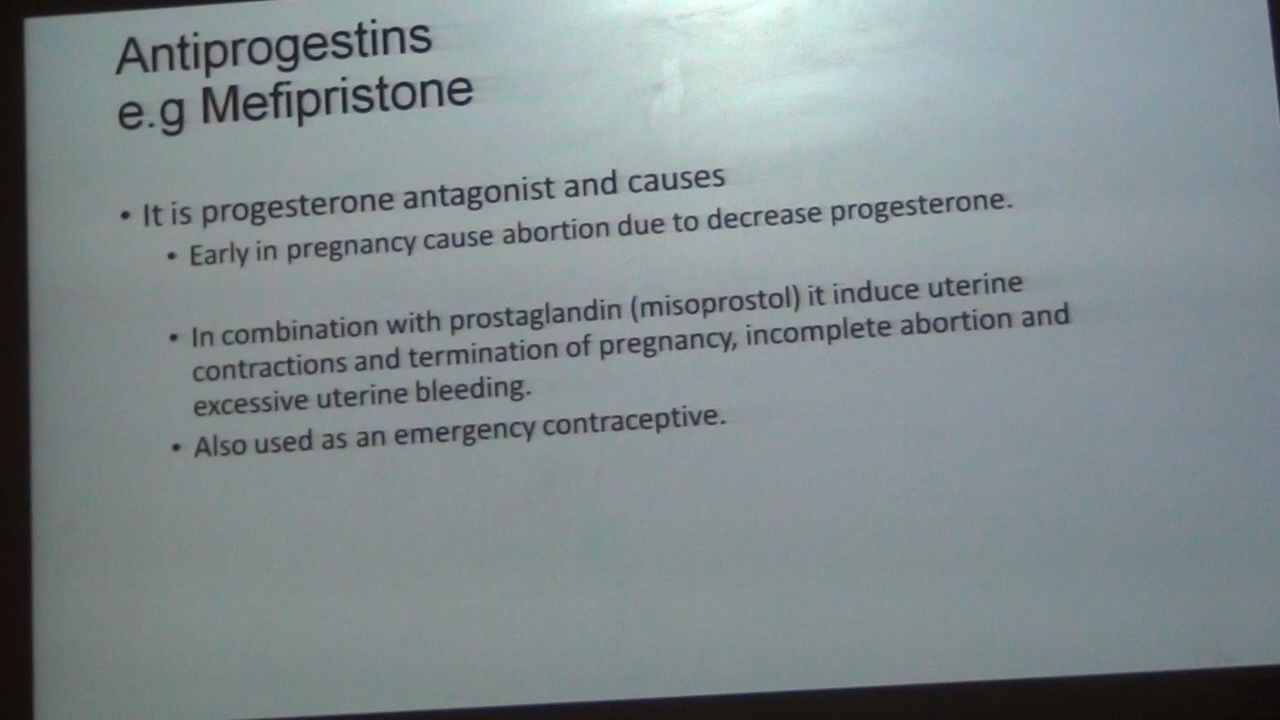 Antiprogestins
e.g Mefipristone
• It is progesterone antagonist and causes
• Early in pregnancy cause abortion due to decrease progesterone.
• In combination with prostaglandin (misoprostol) it induce uterine
contractions and termination of pregnancy, incomplete abortion and
excessive uterine bleeding.
• Also used as an emergency contraceptive.